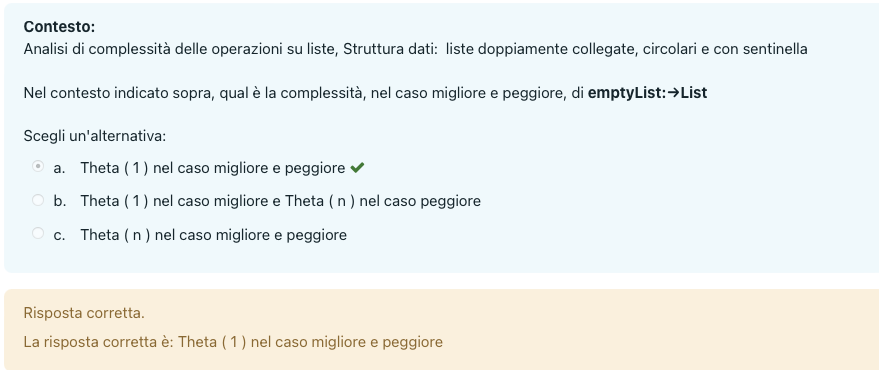 Contesto:
Analisi di complessità delle operazioni su liste, Struttura dati:  liste doppiamente collegate, circolari e con sentinella
Nel contesto indicato sopra, qual è la complessità, nel caso migliore e peggiore, di emptyList:→List
Scegli un'alternativa:
a. Theta ( 1 ) nel caso migliore e peggiore ✔
b. Theta ( 1 ) nel caso migliore e Theta ( n ) nel caso peggiore
c. Theta ( n ) nel caso migliore e peggiore
Risposta corretta.
La risposta corretta è: Theta ( 1 ) nel caso migliore e peggiore